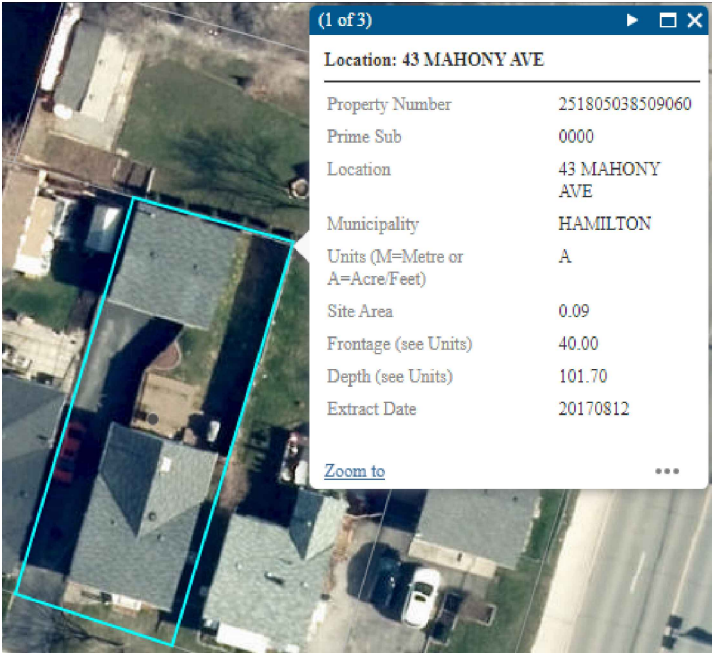 (1 of 3)
Location: 43 MAHONY AVE
Property Number 251805038509060
Prime Sub 0000
Location 43 MAHONY
AVE
Municipality HAMILTON
Units (M=Metre or A
A=Acre/Feet)
Site Area 0.09
Frontage (see Units) 40.00
Depth (see Units) 101.70
Extract Date 20170812
Zoom to